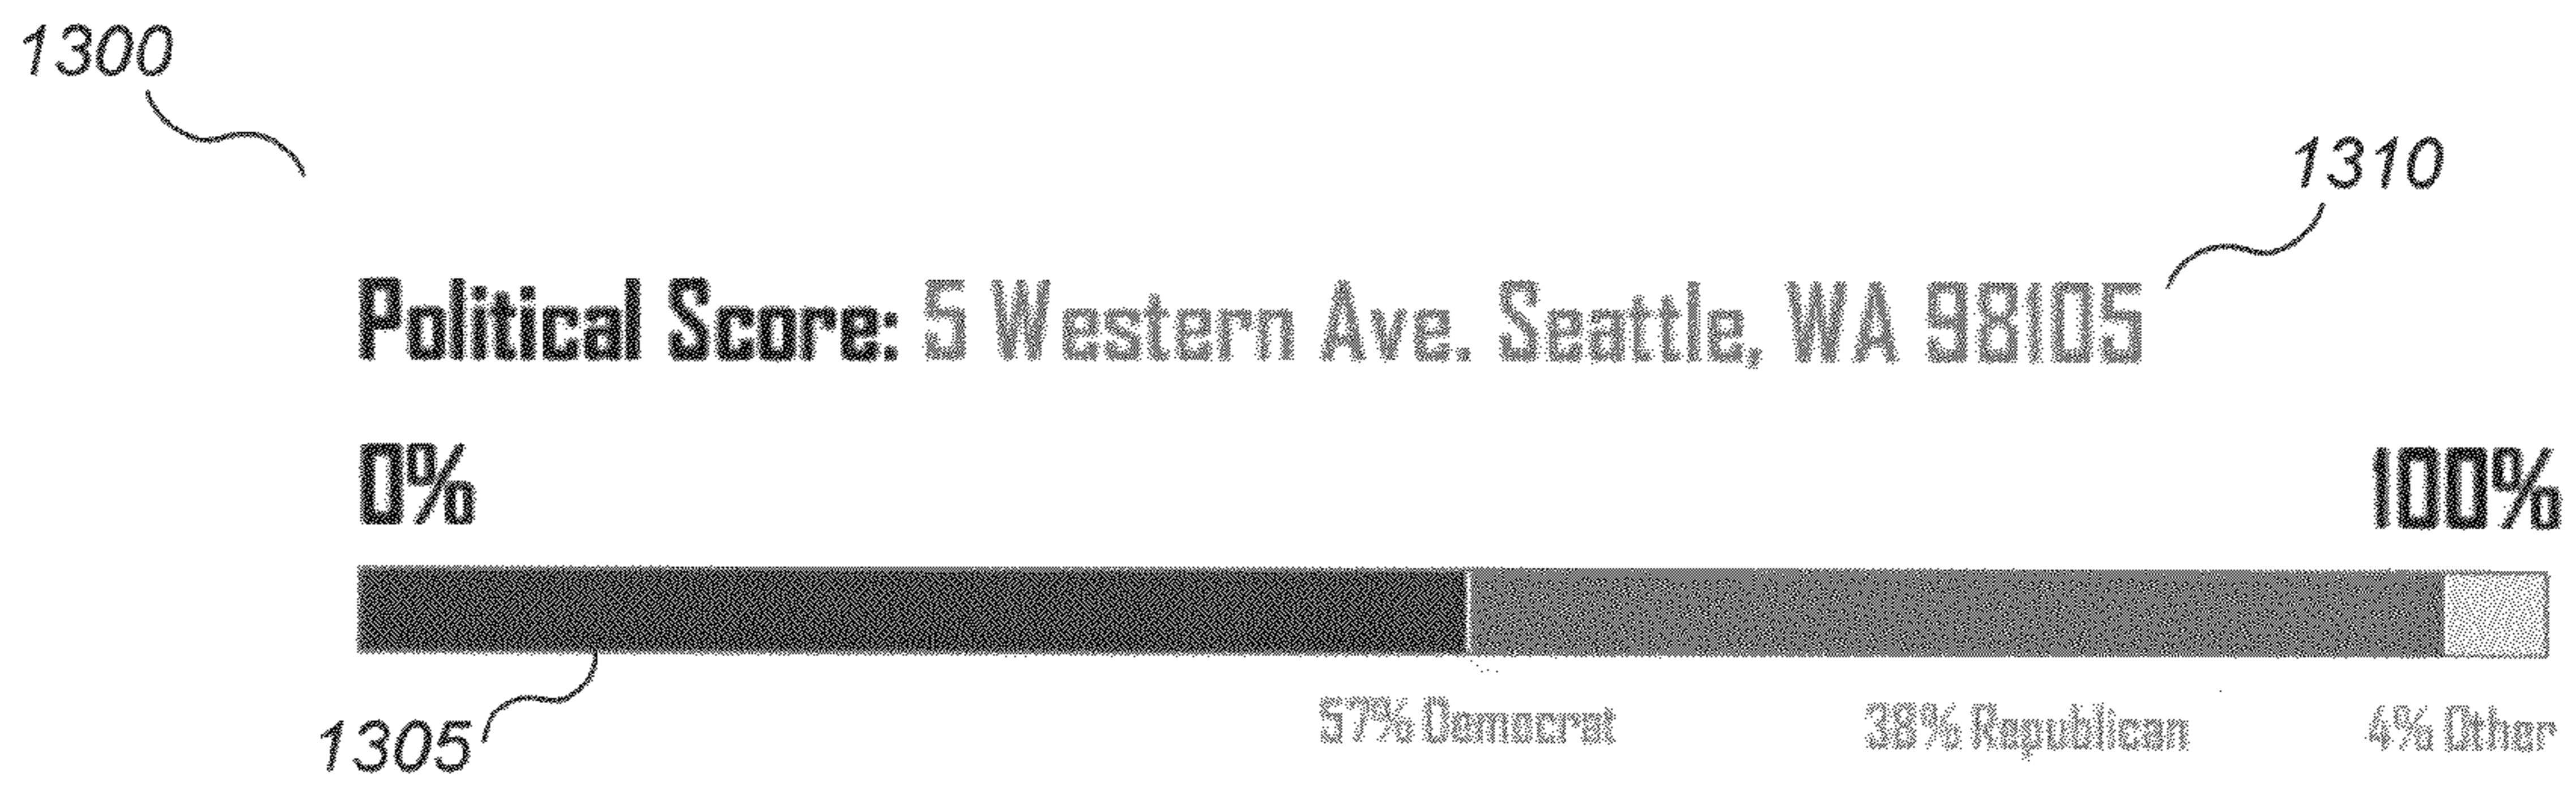 1300
1310
Political Score: 5 Western Ave. Seattle, WA 98105
0% 100%
57% Democrat 38% Republican 4% Other
1305